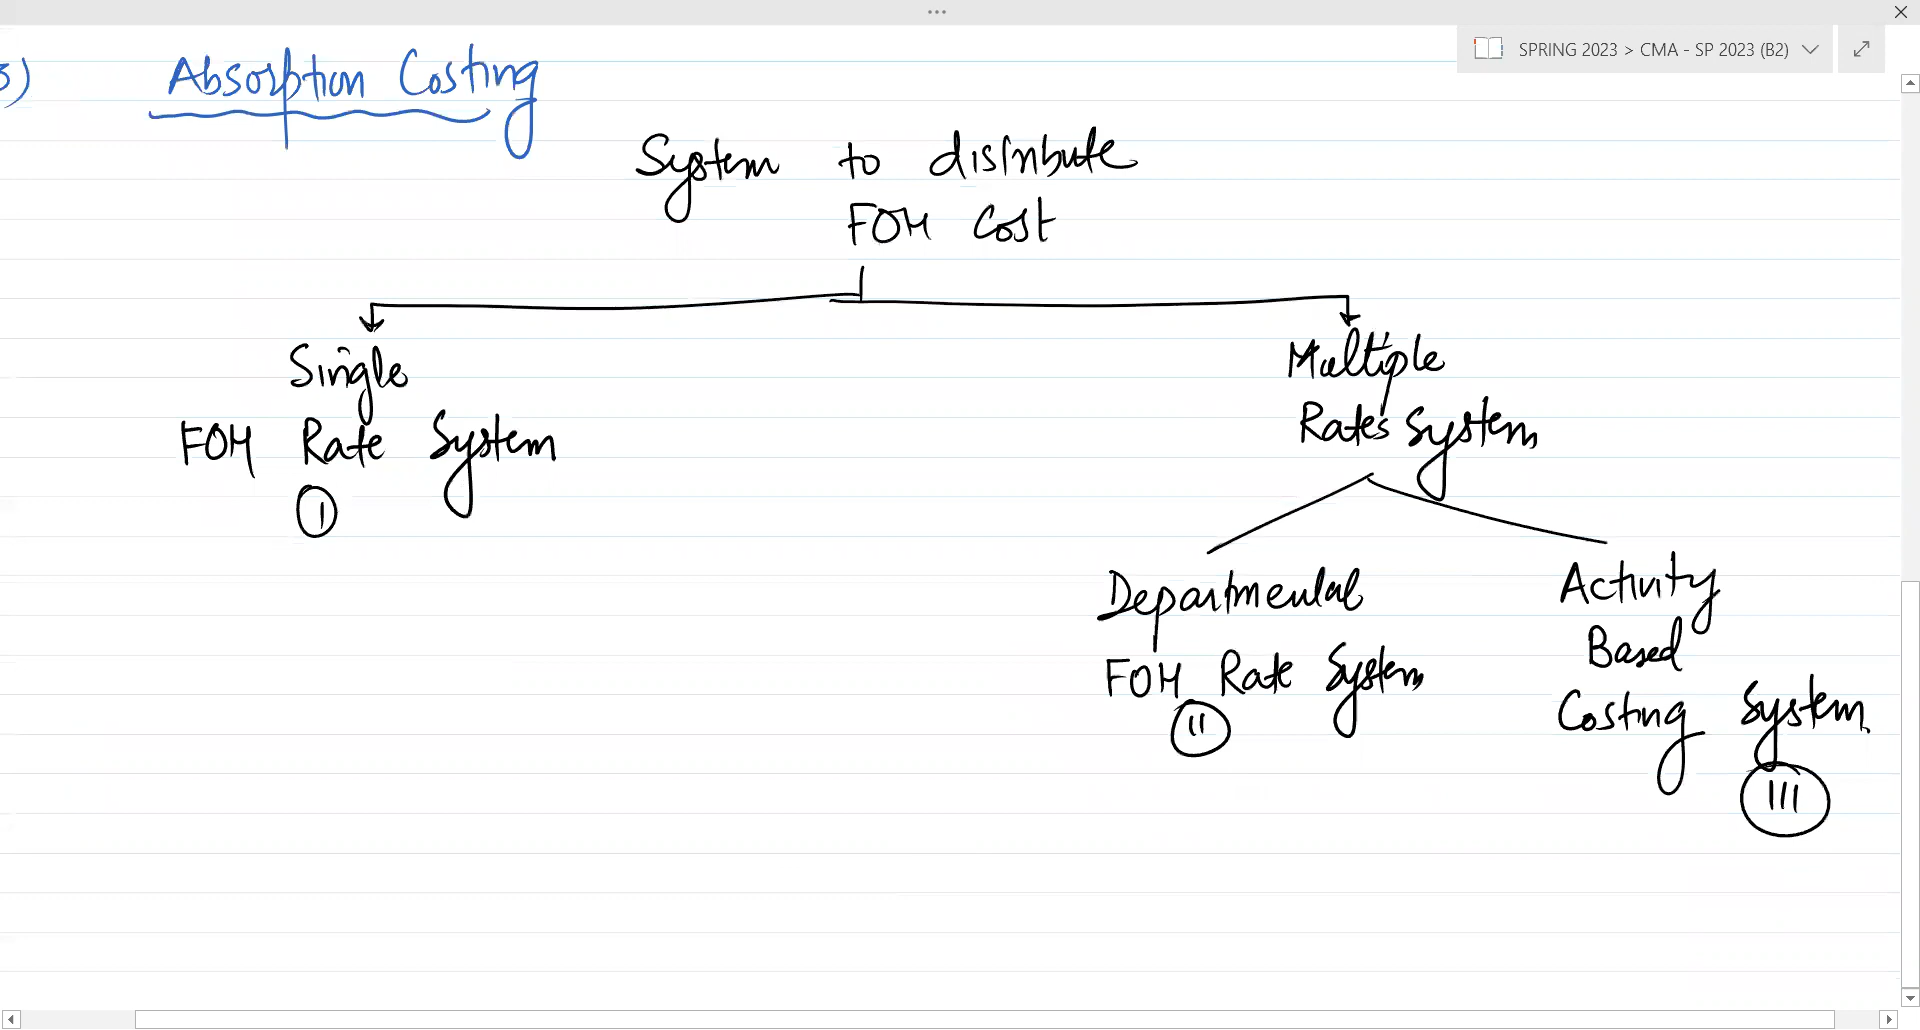 SPRING 2023 > CMA - SP 2023 (B2)
3) Absorption Costing
System to distribute
FOH Cost
Single
FOH Rate System
I
Multiple
Rates System
Departmental
FOH Rate System
II
Activity
Based
Costing System
III